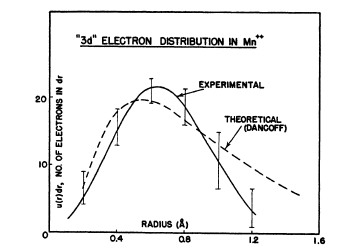 "3d" ELECTRON DISTRIBUTION IN Mn++
u(r)dr, NO. OF ELECTRONS IN dr
20
10
0
EXPERIMENTAL
THEORETICAL
(DANCOFF)
0.4
0.8
1.2
1.6
RADIUS (Å)